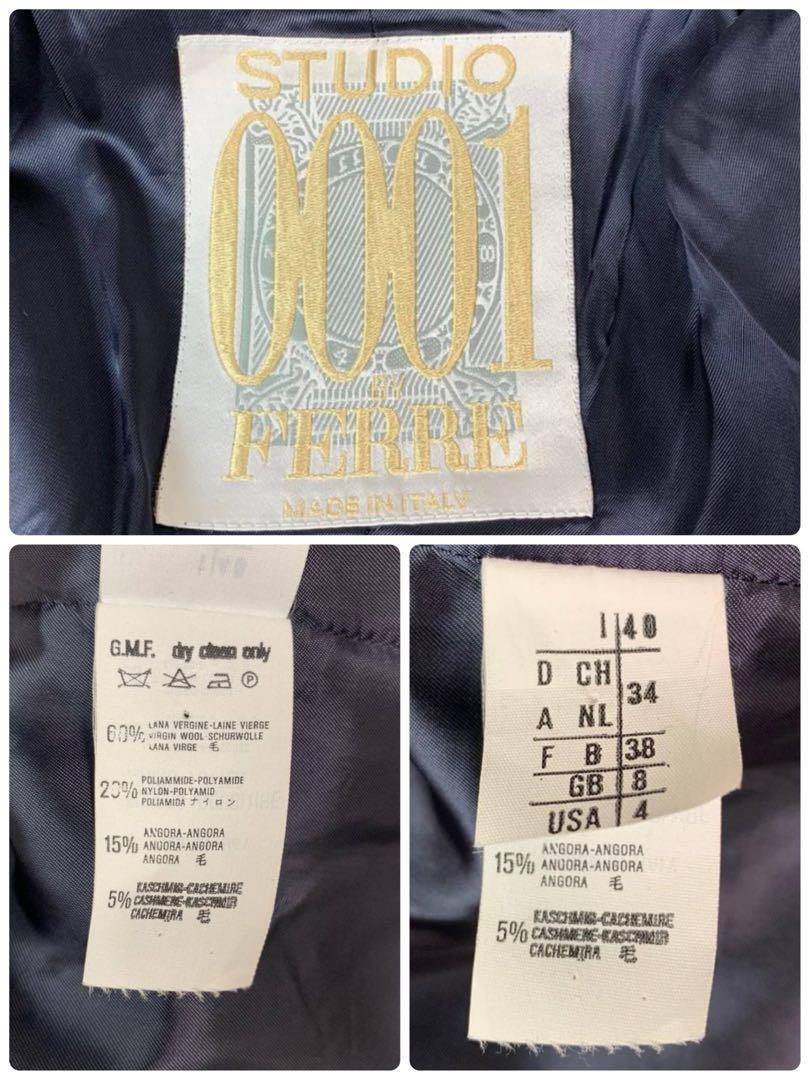 STUDIO
0001
BY
FERRE
MADE IN ITALY
G.M.F. dry clean only
P
60% LANA VERGINE-LAINE VIERGE
VIRGIN WOOL-SCHURWOLLE
LANA VIRGE 毛
20% POLIAMMIDE-POLYAMIDE
NYLON-POLYAMID
POLIAMIDA ナイロン
15% ANGORA-ANGORA
ANGORA-ANGORA
ANGORA 毛
5% KASCHMIR-CACHEMIRE
CASHMERE-KASCHMIR
CACHEMIRA 毛
I 40
D CH 34
A NL
F B 38
GB 8
USA 4
15% ANGORA-ANGORA
ANGORA-ANGORA
ANGORA 毛
5% KASCHMIR-CACHEMIRE
CASHMERE-KASCHMIR
CACHEMIRA 毛